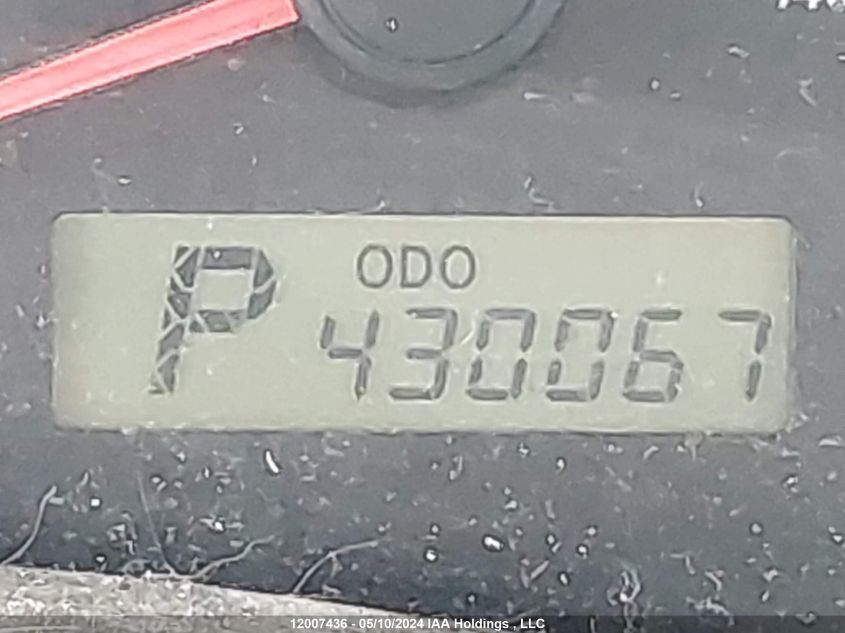 P
ODO
430067
12007436 - 05/10/2024 IAA Holdings , LLC